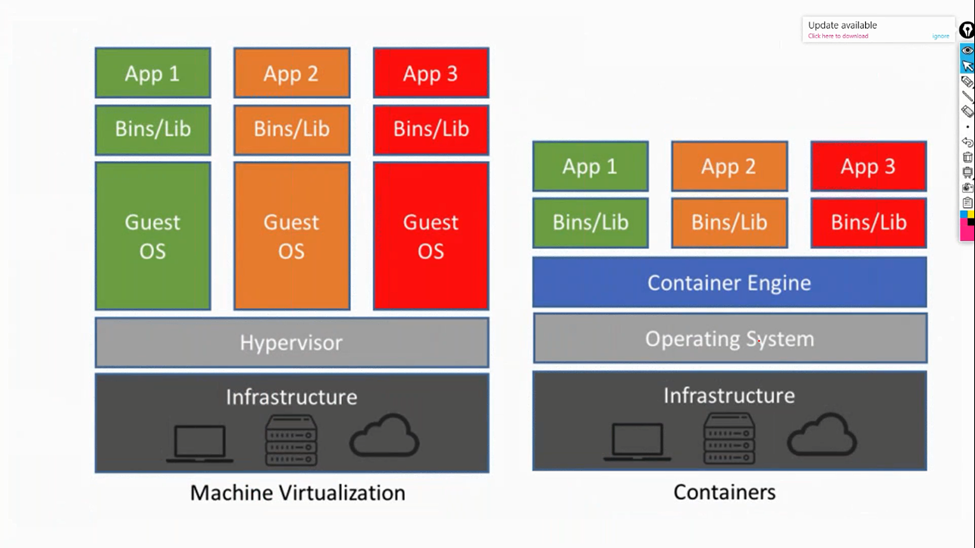 Update available
Click here to download
ignore
App 1
App 2
App 3
Bins/Lib
Bins/Lib
Bins/Lib
Guest
OS
Guest
OS
Guest
OS
Hypervisor
Infrastructure
Machine Virtualization
App 1
App 2
App 3
Bins/Lib
Bins/Lib
Bins/Lib
Container Engine
Operating System
Infrastructure
Containers